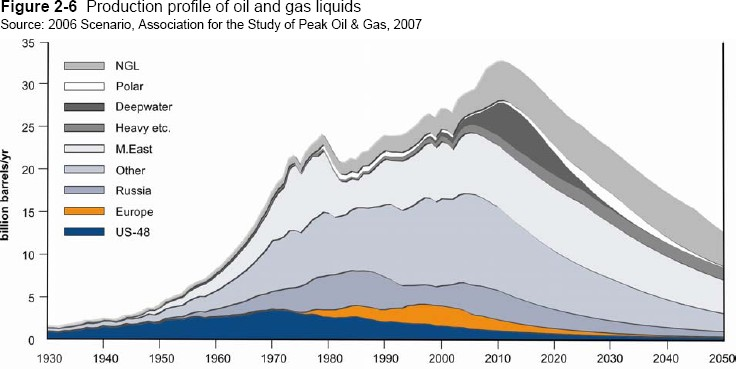 Figure 2-6 Production profile of oil and gas liquids
Source: 2006 Scenario, Association for the Study of Peak Oil & Gas, 2007
billion barrels/yr
35
30
25
20
15
10
5
0
NGL
Polar
Deepwater
Heavy etc.
M.East
Other
Russia
Europe
US-48
1930 1940 1950 1960 1970 1980 1990 2000 2010 2020 2030 2040 2050